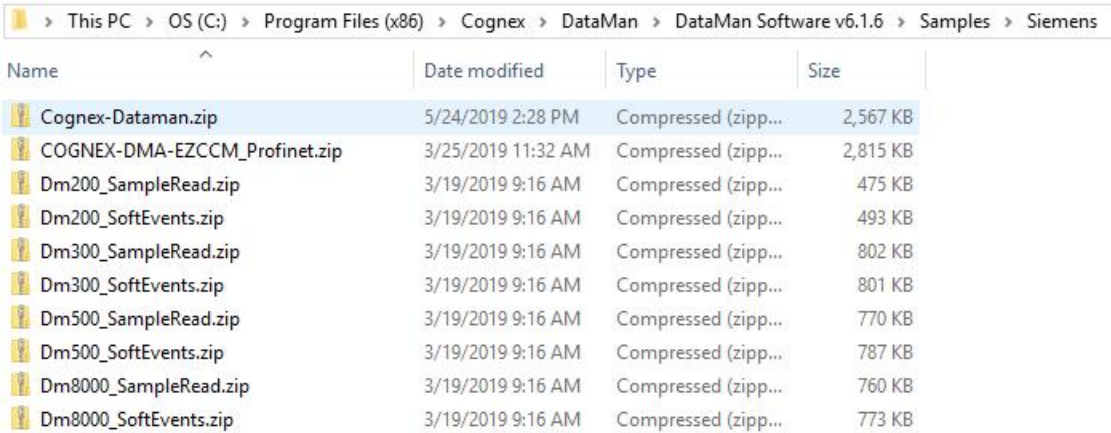 > This PC > OS (C:) > Program Files (x86) > Cognex > DataMan > DataMan Software v6.1.6 > Samples > Siemens
Name Date modified Type Size
Cognex-Dataman.zip 5/24/2019 2:28 PM Compressed (zipp... 2,567 KB
COGNEX-DMA-EZCCM_Profinet.zip 3/25/2019 11:32 AM Compressed (zipp... 2,815 KB
Dm200_SampleRead.zip 3/19/2019 9:16 AM Compressed (zipp... 475 KB
Dm200_SoftEvents.zip 3/19/2019 9:16 AM Compressed (zipp... 493 KB
Dm300_SampleRead.zip 3/19/2019 9:16 AM Compressed (zipp... 802 KB
Dm300_SoftEvents.zip 3/19/2019 9:16 AM Compressed (zipp... 801 KB
Dm500_SampleRead.zip 3/19/2019 9:16 AM Compressed (zipp... 770 KB
Dm500_SoftEvents.zip 3/19/2019 9:16 AM Compressed (zipp... 787 KB
Dm8000_SampleRead.zip 3/19/2019 9:16 AM Compressed (zipp... 760 KB
Dm8000_SoftEvents.zip 3/19/2019 9:16 AM Compressed (zipp... 773 KB